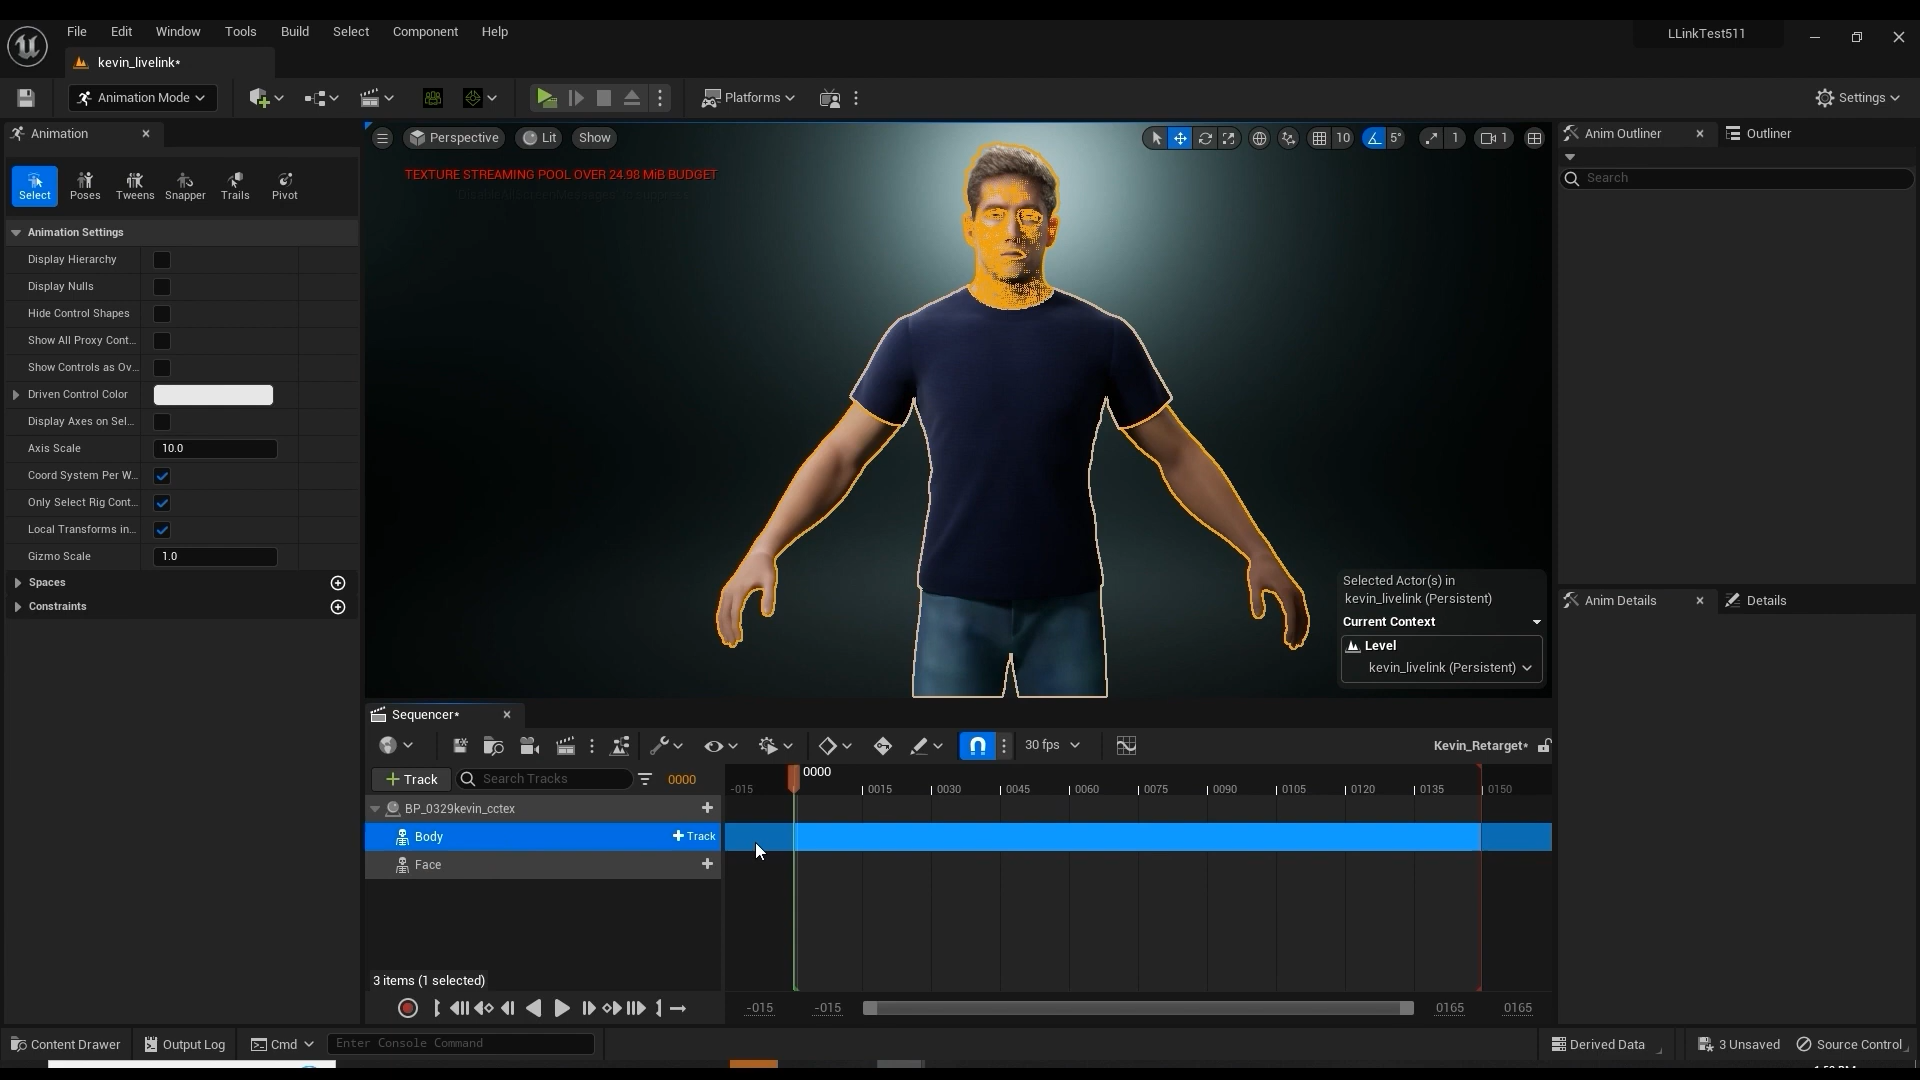 File Edit Window Tools Build Select Component Help
LLinkTest511
kevin_livelink*
Animation Mode
Platforms
Settings
Animation
Perspective Lit Show
10 5° 1 1
Anim Outliner Outliner
TEXTURE STREAMING POOL OVER 24.98 MiB BUDGET
Search
Select Poses Tweens Snapper Trails Pivot
Animation Settings
Display Hierarchy
Display Nulls
Hide Control Shapes
Show All Proxy Cont...
Show Controls as Ov...
Driven Control Color
Display Axes on Sel...
Axis Scale 10.0
Coord System Per W...
Only Select Rig Cont...
Local Transforms in...
Gizmo Scale 1.0
Spaces
Constraints
Selected Actor(s) in
kevin_livelink (Persistent)
Current Context
Level
kevin_livelink (Persistent)
Anim Details Details
Sequencer*
30 fps
Kevin_Retarget*
Track
Search Tracks
0000
0000
-015 0015 0030 0045 0060 0075 0090 0105 0120 0135 0150
BP_0329kevin_cctex
Body
Track
Face
3 items (1 selected)
-015 -015 0165 0165
Content Drawer Output Log Cmd Enter Console Command
Derived Data 3 Unsaved Source Control